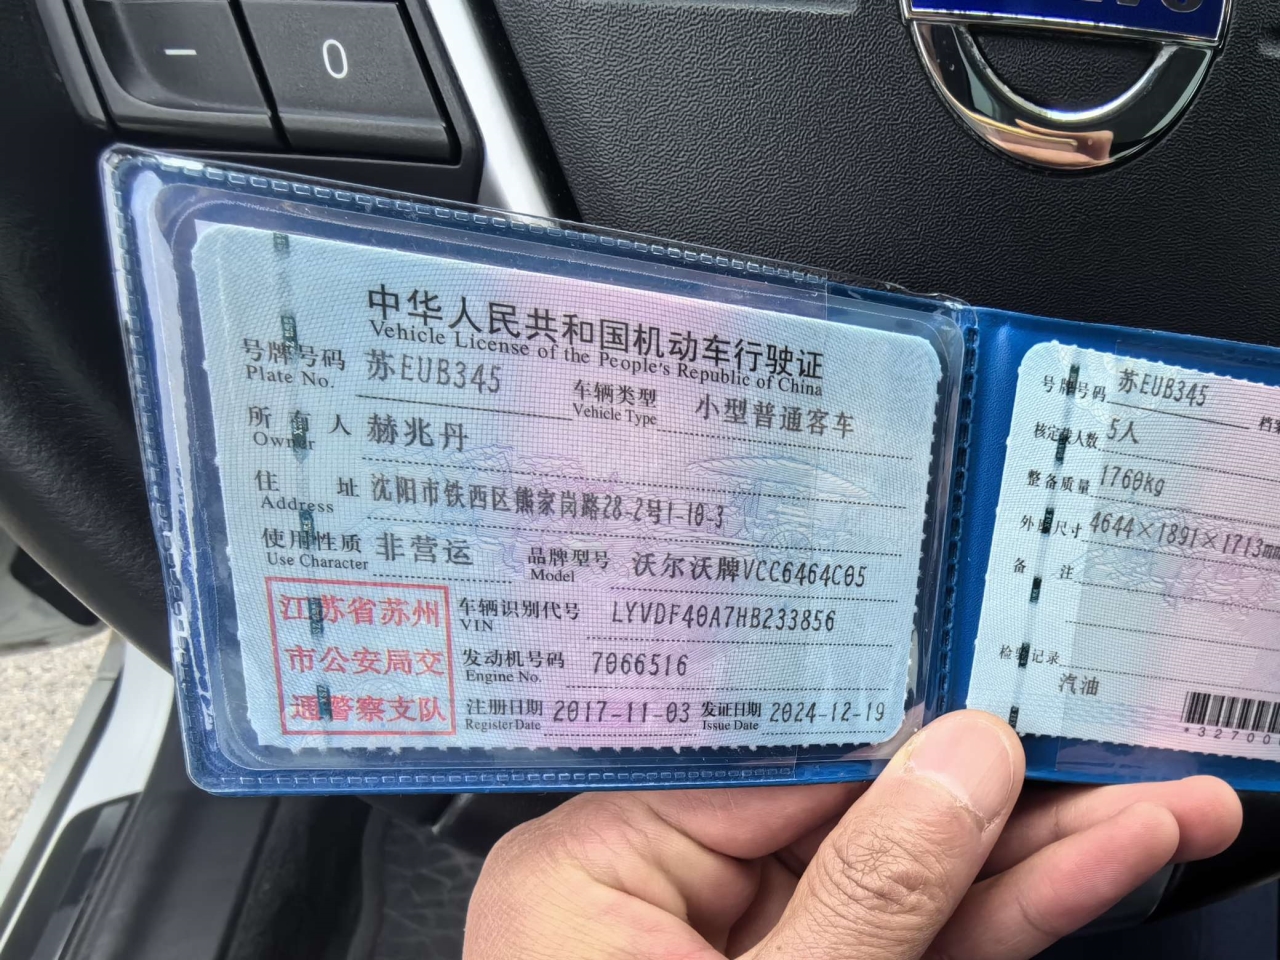 0
中华人民共和国机动车行驶证
Vehicle License of the People's Republic of China
号牌号码 苏EUB345 车辆类型 小型普通客车
Plate No. Vehicle Type
所有人 赫兆丹
Owner
住址 沈阳市铁西区熊家岗路28-2号1-10-3
Address
使用性质 非营运 品牌型号 沃尔沃牌VCC6464C05
Use Character Model
江苏省苏州
市公安局交
通警察支队
车辆识别代号 LYVDF40A7HB233856
VIN
发动机号码 7066516
Engine No.
注册日期 2017-11-03 发证日期 2024-12-19
Register Date Issue Date
号牌号码 苏EUB345
核定载人数 5人
整备质量 1760kg
外廓尺寸 4644×1891×1713mm
备注
检验记录
汽油
*32700